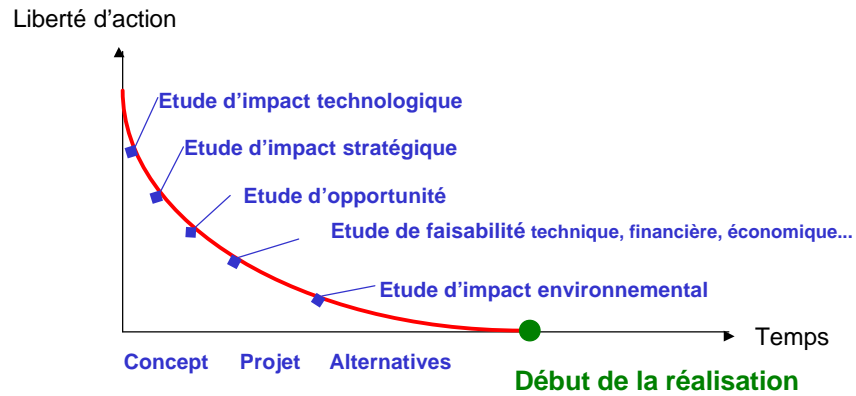 Liberté d’action
Etude d’impact technologique
Etude d’impact stratégique
Etude d’opportunité
Etude de faisabilité technique, financière, économique...
Etude d’impact environnemental
Temps
Concept Projet Alternatives
Début de la réalisation